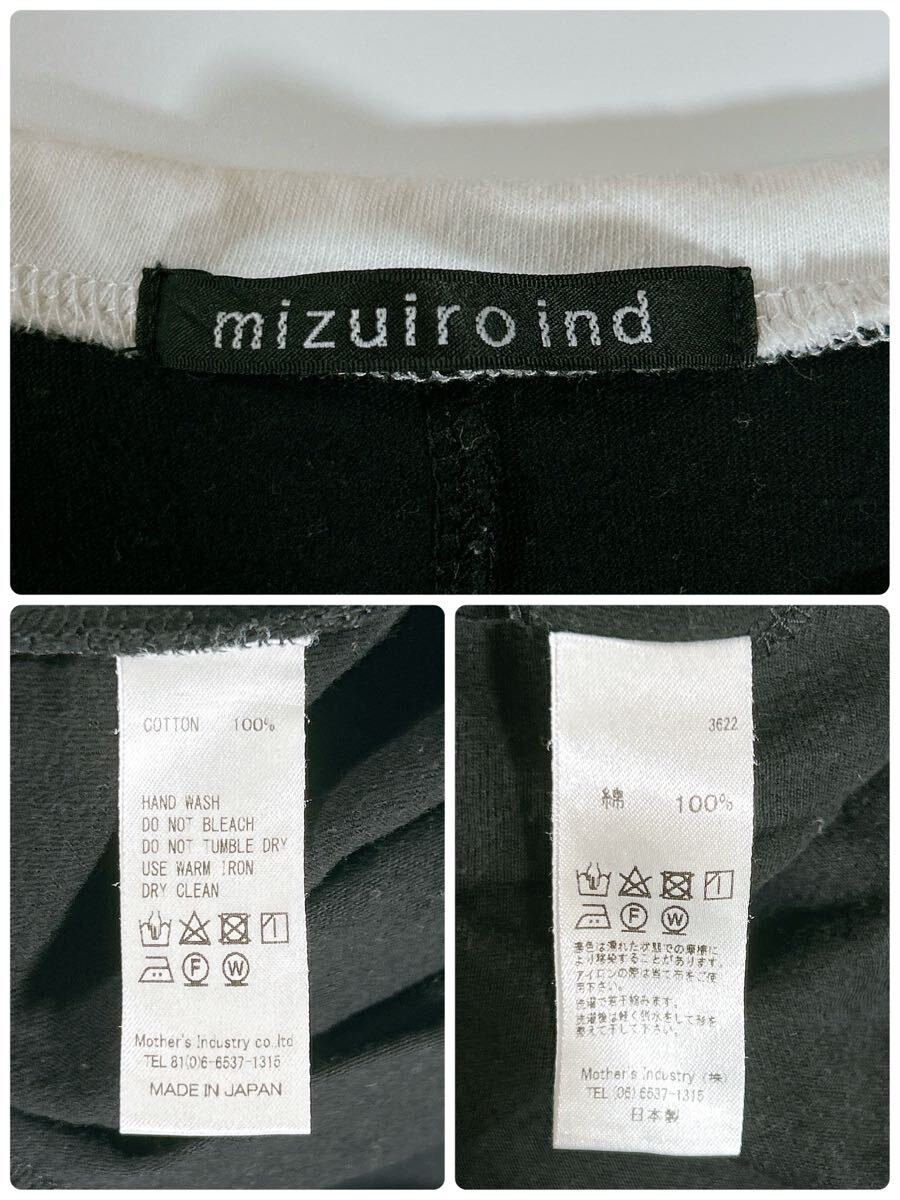 mizuiro ind
COTTON 100%
HAND WASH
DO NOT BLEACH
DO NOT TUMBLE DRY
USE WARM IRON
DRY CLEAN
F W
Mother's Industry co.ltd
TEL 81(0)6-6537-1315
MADE IN JAPAN
3622
綿 100%
F W
濃色は濡れた状態での摩擦に
より移染することがあります。
アイロンの際は当て布をご使
用下さい。
洗濯で若干縮みます。
洗濯後は軽く脱水をして形を
整えて干して下さい。
Mother's Industry (株)
TEL (06) 6537-1315
日本製